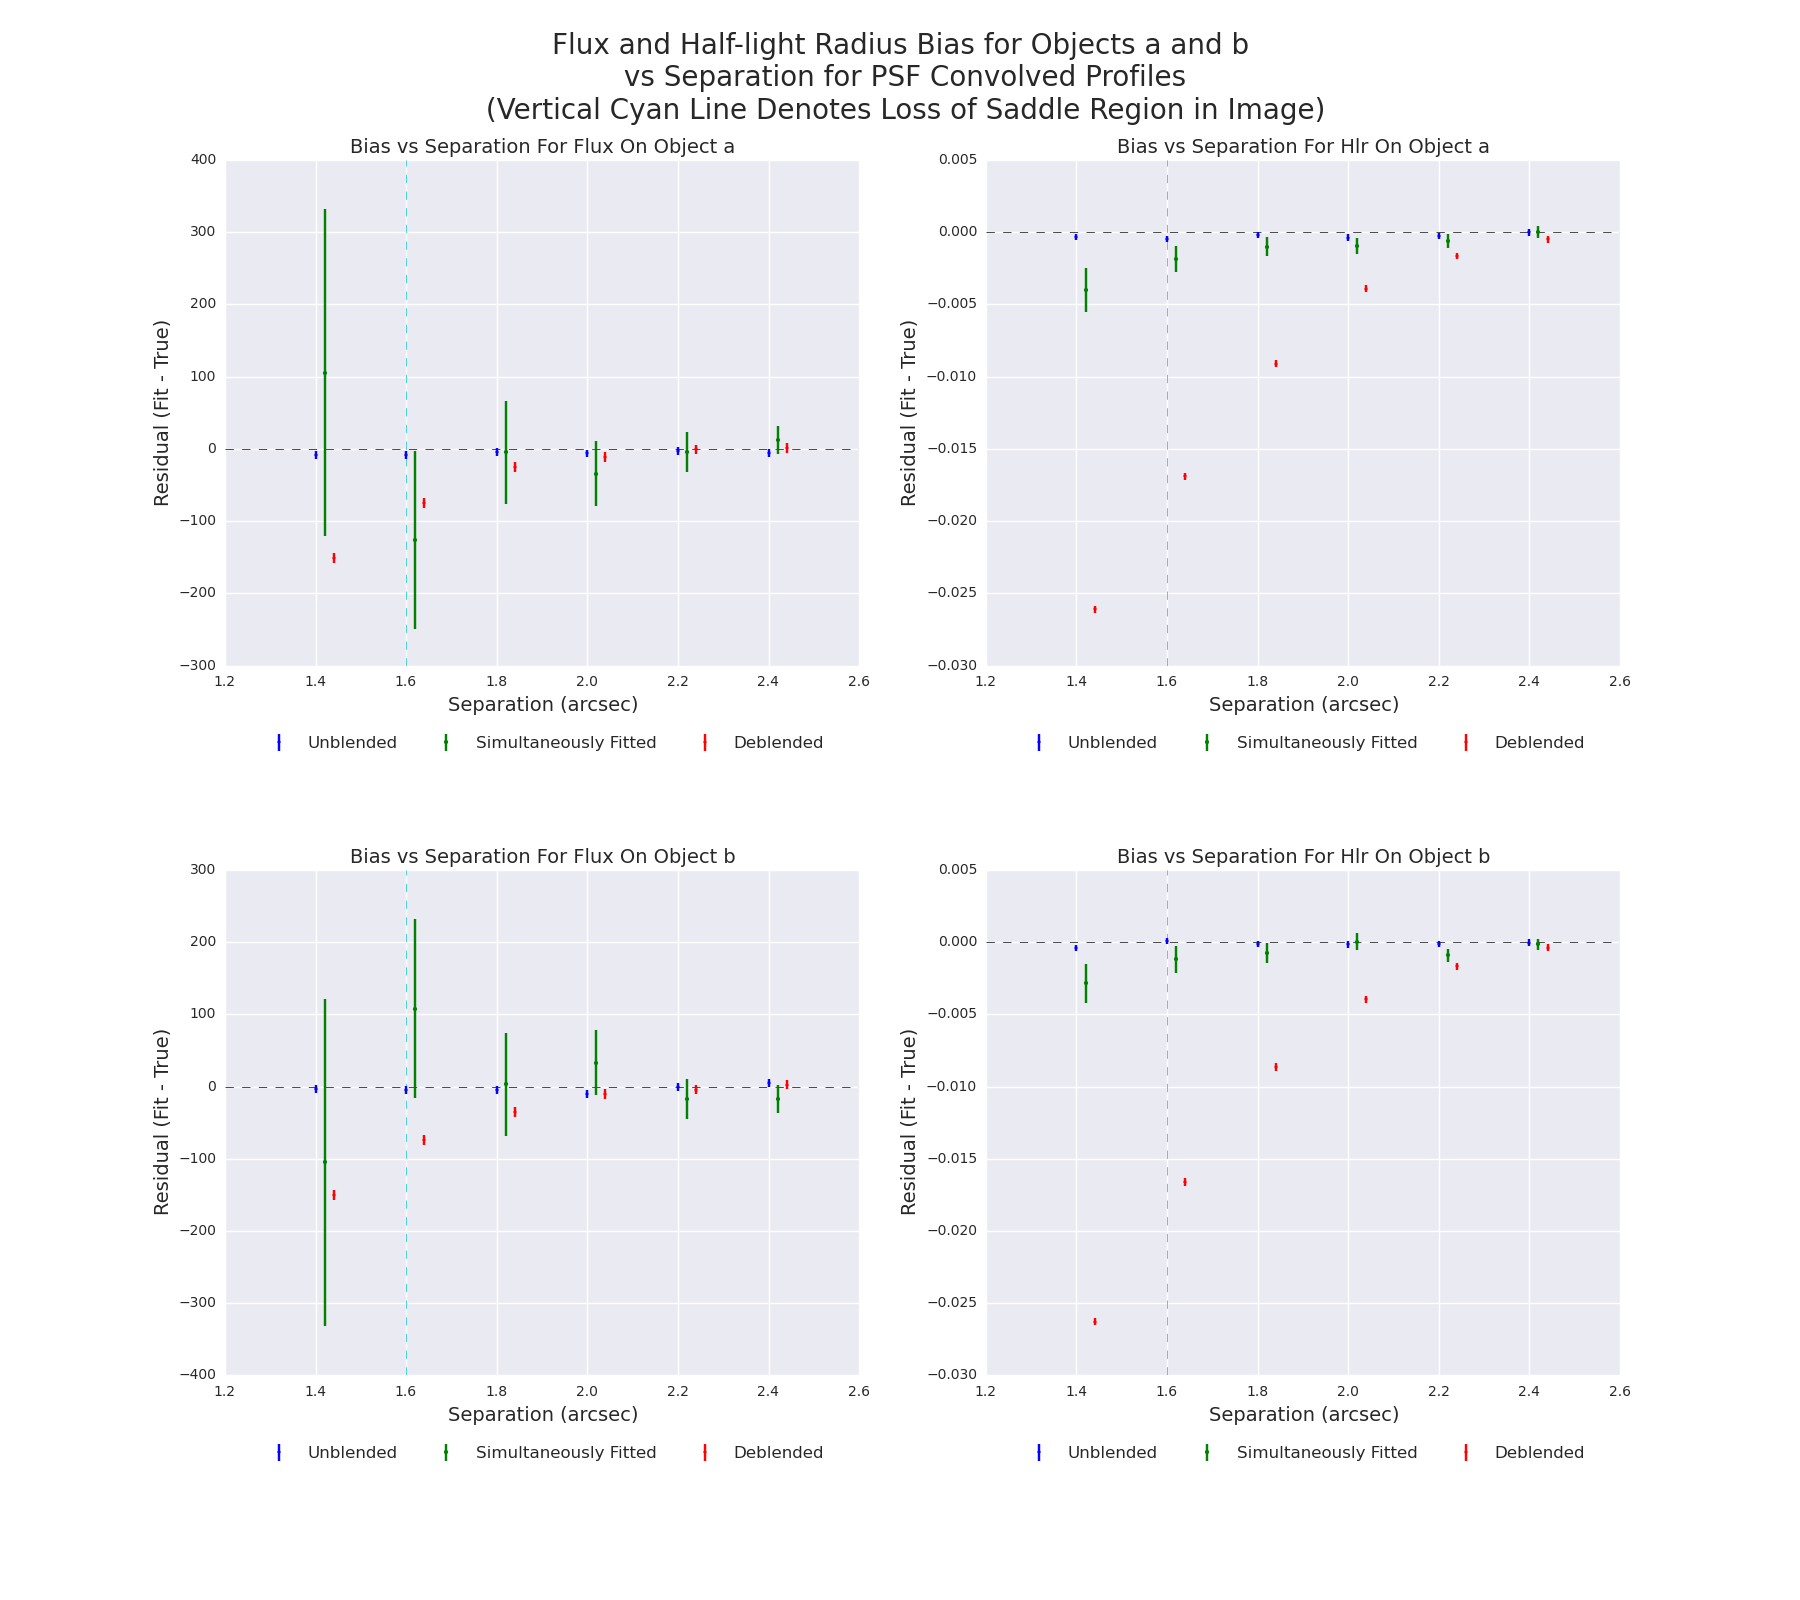 Flux and Half-light Radius Bias for Objects a and b
vs Separation for PSF Convolved Profiles
(Vertical Cyan Line Denotes Loss of Saddle Region in Image)
Bias vs Separation For Flux On Object a
400
300
200
100
0
−100
−200
−300
Residual (Fit - True)
1.2 1.4 1.6 1.8 2.0 2.2 2.4 2.6
Separation (arcsec)
Unblended Simultaneously Fitted Deblended
Bias vs Separation For Hlr On Object a
0.005
0.000
−0.005
−0.010
−0.015
−0.020
−0.025
−0.030
Residual (Fit - True)
1.2 1.4 1.6 1.8 2.0 2.2 2.4 2.6
Separation (arcsec)
Unblended Simultaneously Fitted Deblended
Bias vs Separation For Flux On Object b
300
200
100
0
−100
−200
−300
−400
Residual (Fit - True)
1.2 1.4 1.6 1.8 2.0 2.2 2.4 2.6
Separation (arcsec)
Unblended Simultaneously Fitted Deblended
Bias vs Separation For Hlr On Object b
0.005
0.000
−0.005
−0.010
−0.015
−0.020
−0.025
−0.030
Residual (Fit - True)
1.2 1.4 1.6 1.8 2.0 2.2 2.4 2.6
Separation (arcsec)
Unblended Simultaneously Fitted Deblended